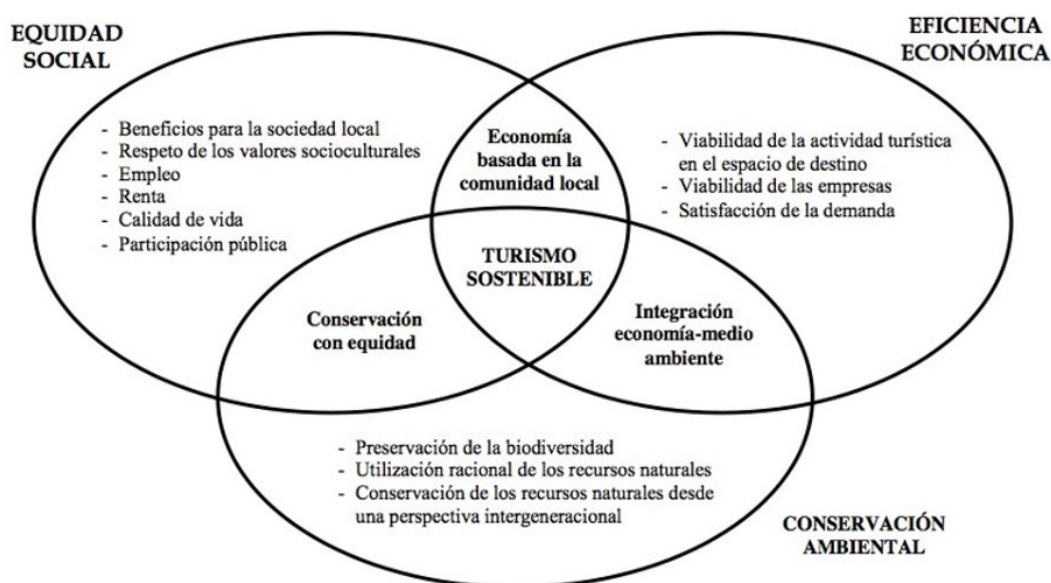 EQUIDAD
SOCIAL
EFICIENCIA
ECONÓMICA
- Beneficios para la sociedad local
- Respeto de los valores socioculturales
- Empleo
- Renta
- Calidad de vida
- Participación pública
Economía
basada en la
comunidad local
- Viabilidad de la actividad turística
en el espacio de destino
- Viabilidad de las empresas
- Satisfacción de la demanda
TURISMO
SOSTENIBLE
Conservación
con equidad
Integración
economía-medio
ambiente
- Preservación de la biodiversidad
- Utilización racional de los recursos naturales
- Conservación de los recursos naturales desde
una perspectiva intergeneracional
CONSERVACIÓN
AMBIENTAL